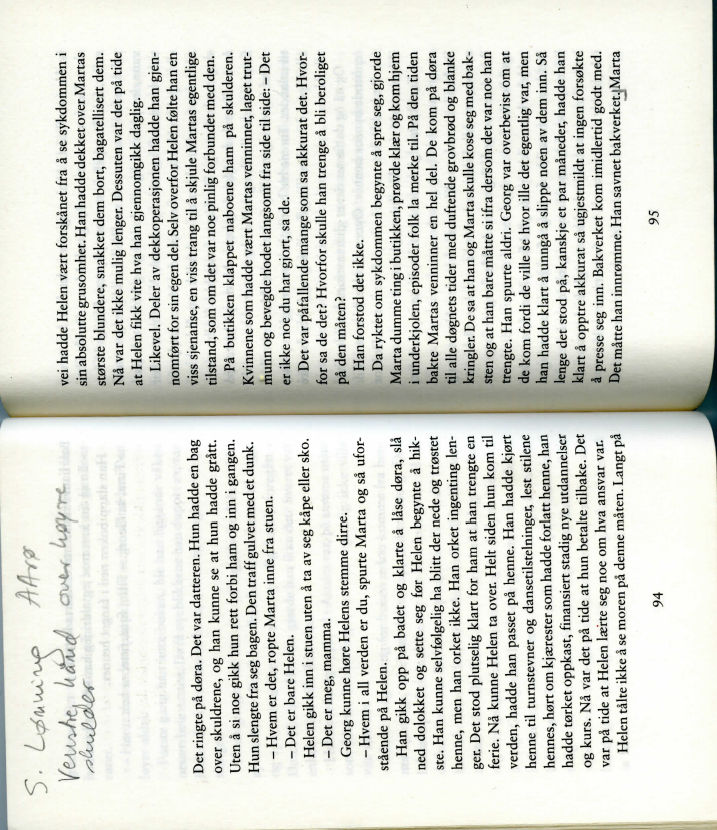 S. Lønning AArø
Venstre hånd over høyre
skulder
Det ringte på døra. Det var datteren. Hun hadde en bag
over skuldrene, og han kunne se at hun hadde grått.
Uten å si noe gikk hun rett forbi ham og inn i gangen.
Hun slengte fra seg bagen. Den traff gulvet med et dunk.
– Hvem er det, ropte Marta inne fra stuen.
– Det er bare Helen.
Helen gikk inn i stuen uten å ta av seg kåpe eller sko.
– Det er meg, mamma.
Georg kunne høre Helens stemme dirre.
– Hvem i all verden er du, spurte Marta og så ufor-
stående på Helen.
Han gikk opp på badet og klarte å låse døra, slå
ned dolokket og sette seg før Helen begynte å hik-
ste. Han kunne selvfølgelig ha blitt der nede og trøstet
henne, men han orket ikke. Han orket ingenting len-
ger. Det stod plutselig klart for ham at han trengte en
ferie. Nå kunne Helen ta over. Helt siden hun kom til
verden, hadde han passet på henne. Han hadde kjørt
henne til turnstevner og dansetilstelninger, lest stilene
hennes, hørt om kjærester som hadde forlatt henne, han
hadde tørket oppkast, finansiert stadig nye utdannelser
og kurs. Nå var det på tide at hun betalte tilbake. Det
var på tide at Helen lærte seg noe om hva ansvar var.
Helen tålte ikke å se moren på denne måten. Langt på
94
vei hadde Helen vært forskånet fra å se sykdommen i
sin absolutte grusomhet. Han hadde dekket over Martas
største blundere, snakket dem bort, bagatellisert dem.
Nå var det ikke mulig lenger. Dessuten var det på tide
at Helen fikk vite hva han gjennomgikk daglig.
Likevel. Deler av dekkoperasjonen hadde han gjen-
nomført for sin egen del. Selv overfor Helen følte han en
viss sjenanse, en viss trang til å skjule Martas egentlige
tilstand, som om det var noe pinlig forbundet med den.
På butikken klappet naboene ham på skulderen.
Kvinnene som hadde vært Martas venninner, laget trut-
munn og bevegde hodet langsomt fra side til side: – Det
er ikke noe du har gjort, sa de.
Det var påfallende mange som sa akkurat det. Hvor-
for sa de det? Hvorfor skulle han trenge å bli beroliget
på den måten?
Han forstod det ikke.
Da ryktet om sykdommen begynte å spre seg, gjorde
Marta dumme ting i butikken, prøvde klær og kom hjem
i underkjolen, episoder folk la merke til. På den tiden
bakte Martas venninner en hel del. De kom på døra
til alle døgnets tider med duftende grovbrød og blanke
kringler. De sa at han og Marta skulle kose seg med bak-
sten og at han bare måtte si ifra dersom det var noe han
trengte. Han spurte aldri. Georg var overbevist om at
de kom fordi de ville se hvor ille det egentlig var, men
han hadde klart å unngå å slippe noen av dem inn. Så
lenge det stod på, kanskje et par måneder, hadde han
klart å opptre akkurat så ugjestmildt at ingen forsøkte
å presse seg inn. Bakverket kom imidlertid godt med.
Det måtte han innrømme. Han savnet bakverket. Marta
95